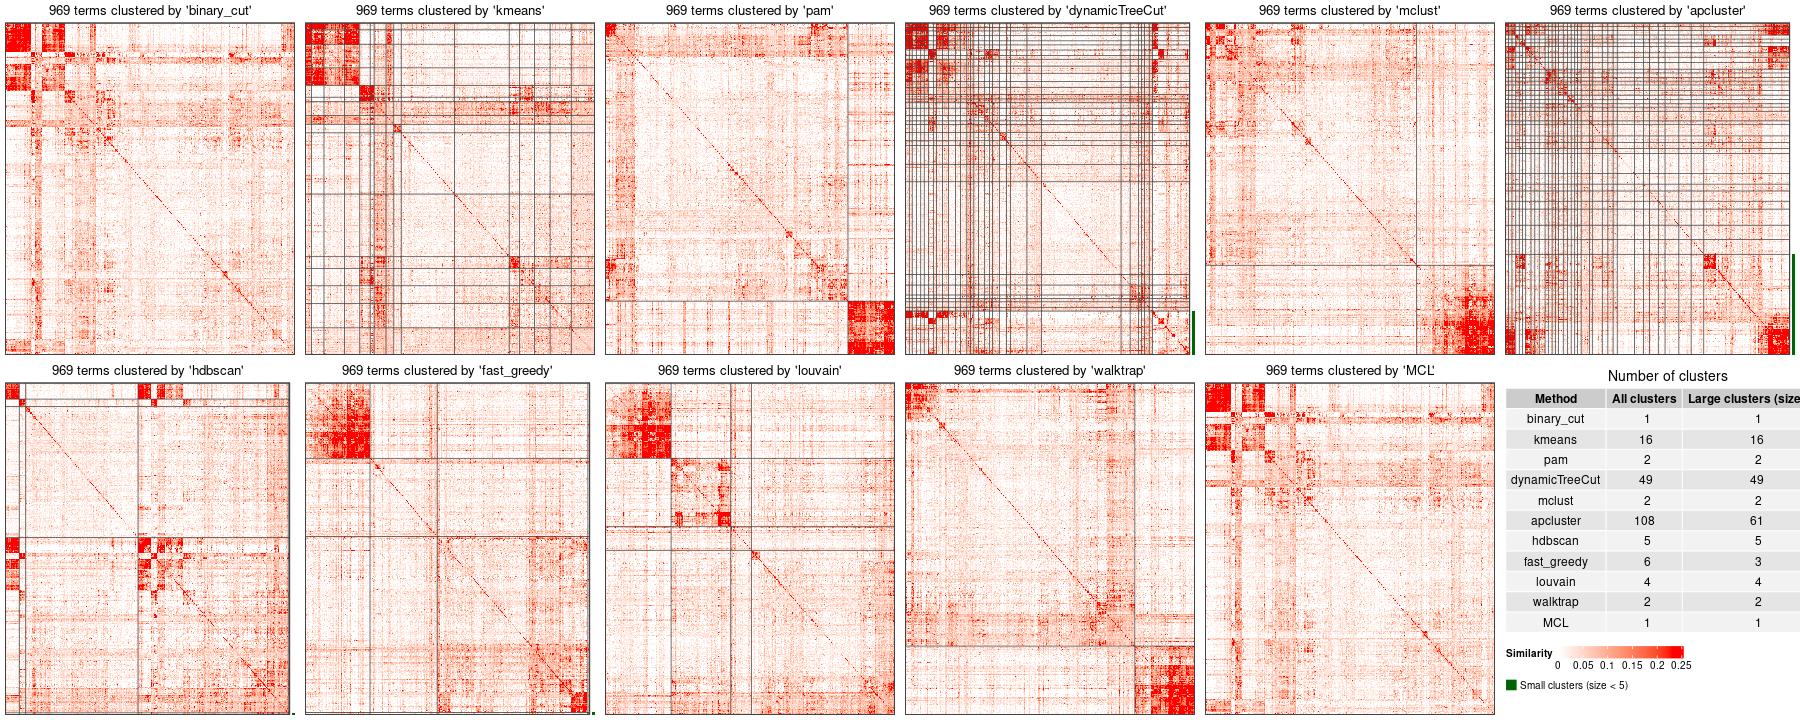 969 terms clustered by 'binary_cut'
969 terms clustered by 'kmeans'
969 terms clustered by 'pam'
969 terms clustered by 'dynamicTreeCut'
969 terms clustered by 'mclust'
969 terms clustered by 'apcluster'
969 terms clustered by 'hdbscan'
969 terms clustered by 'fast_greedy'
969 terms clustered by 'louvain'
969 terms clustered by 'walktrap'
969 terms clustered by 'MCL'
Number of clusters
Method All clusters Large clusters (size
binary_cut 1 1
kmeans 16 16
pam 2 2
dynamicTreeCut 49 49
mclust 2 2
apcluster 108 61
hdbscan 5 5
fast_greedy 6 3
louvain 4 4
walktrap 2 2
MCL 1 1
Similarity
0 0.05 0.1 0.15 0.2 0.25
Small clusters (size < 5)